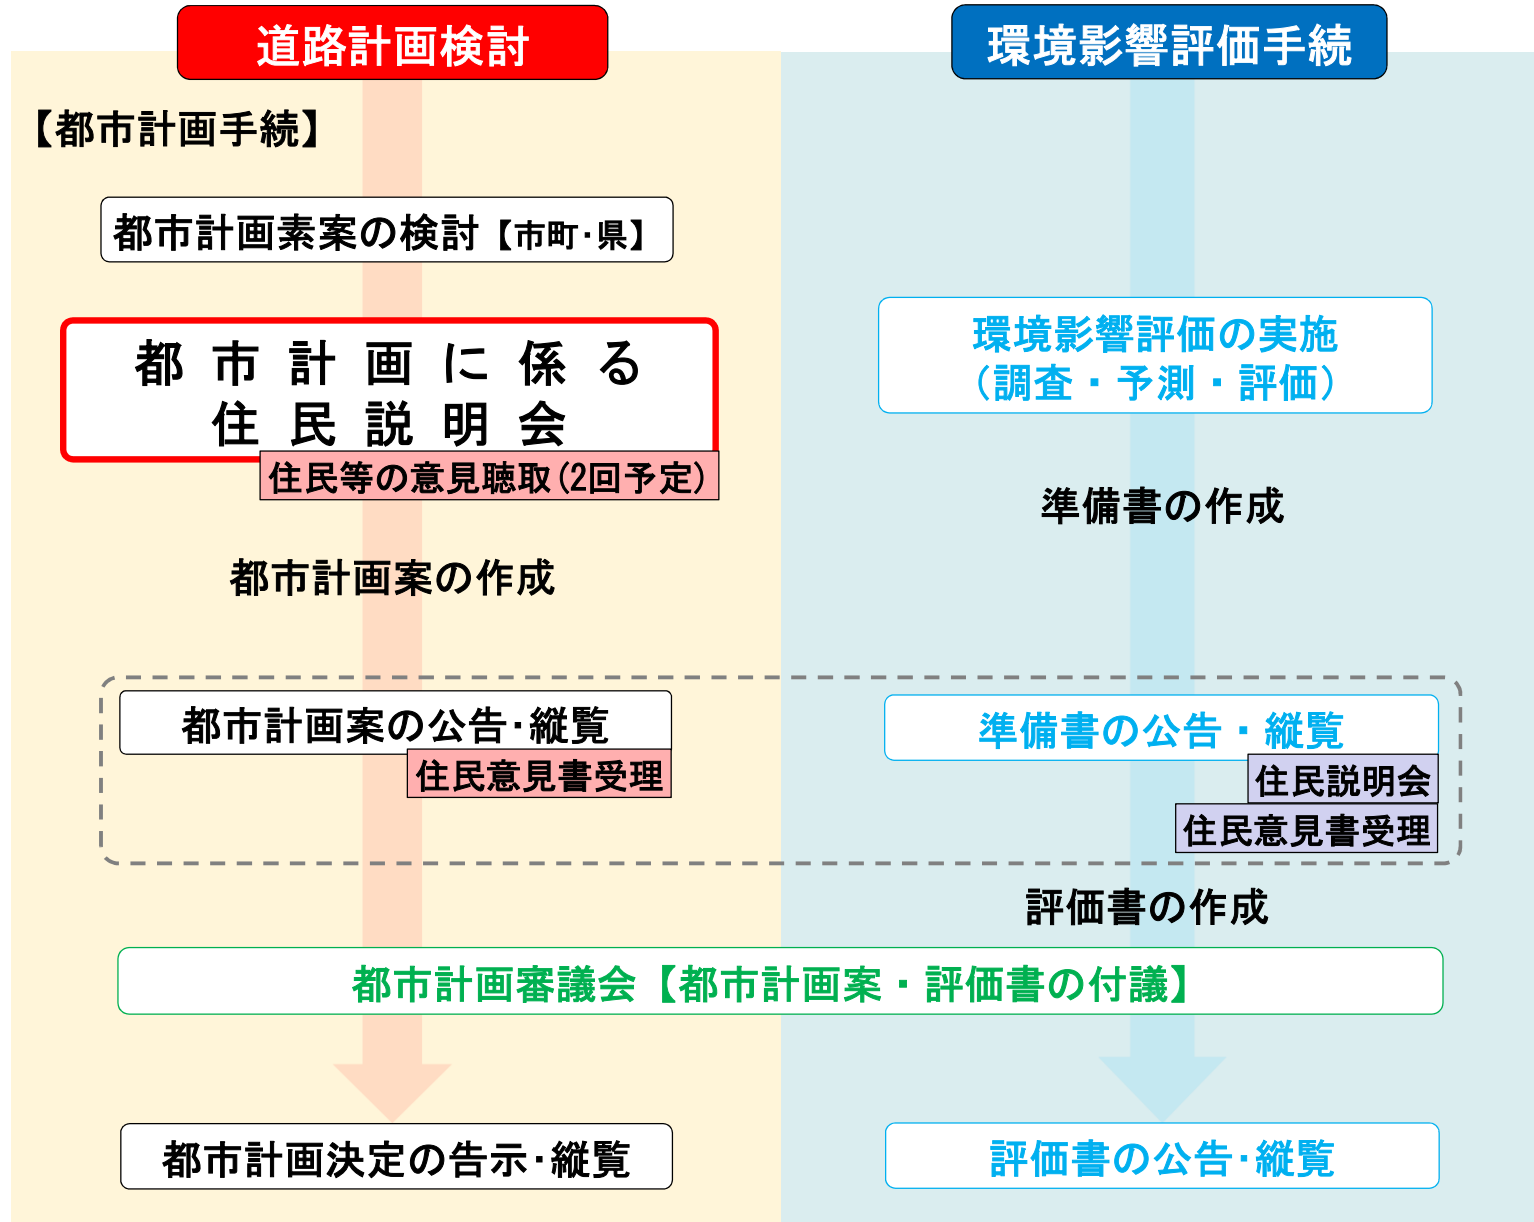 道路計画検討
【都市計画手続】
都市計画素案の検討【市町･県】
都市計画に係る
住民説明会
住民等の意見聴取(2回予定)
都市計画案の作成
都市計画案の公告･縦覧
住民意見書受理
環境影響評価手続
環境影響評価の実施
（調査・予測・評価）
準備書の作成
準備書の公告・縦覧
住民説明会
住民意見書受理
評価書の作成
都市計画審議会【都市計画案・評価書の付議】
都市計画決定の告示･縦覧
評価書の公告･縦覧